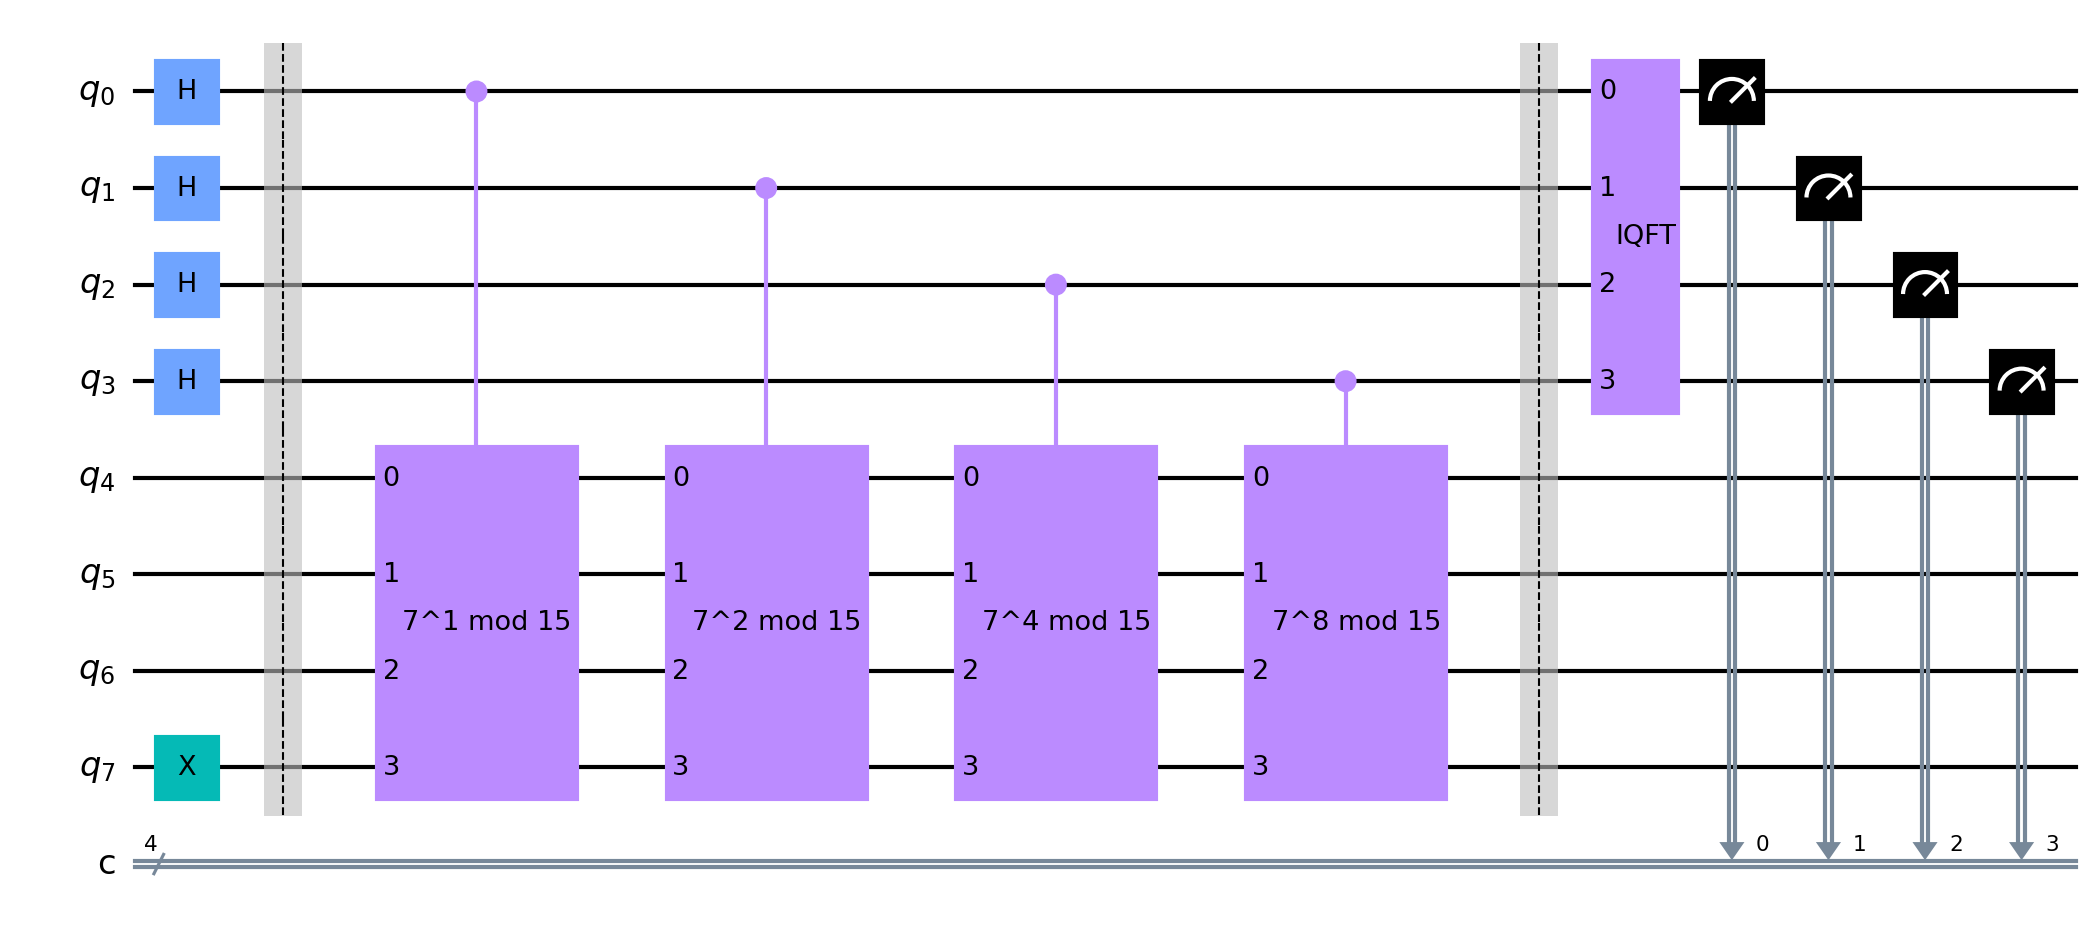 q0 H 0
q1 H 1
IQFT
q2 H 2
q3 H 3
q4 0 0 0 0
q5 1 1 1 1
7^1 mod 15 7^2 mod 15 7^4 mod 15 7^8 mod 15
q6 2 2 2 2
q7 X 3 3 3 3
4 0 1 2 3
c